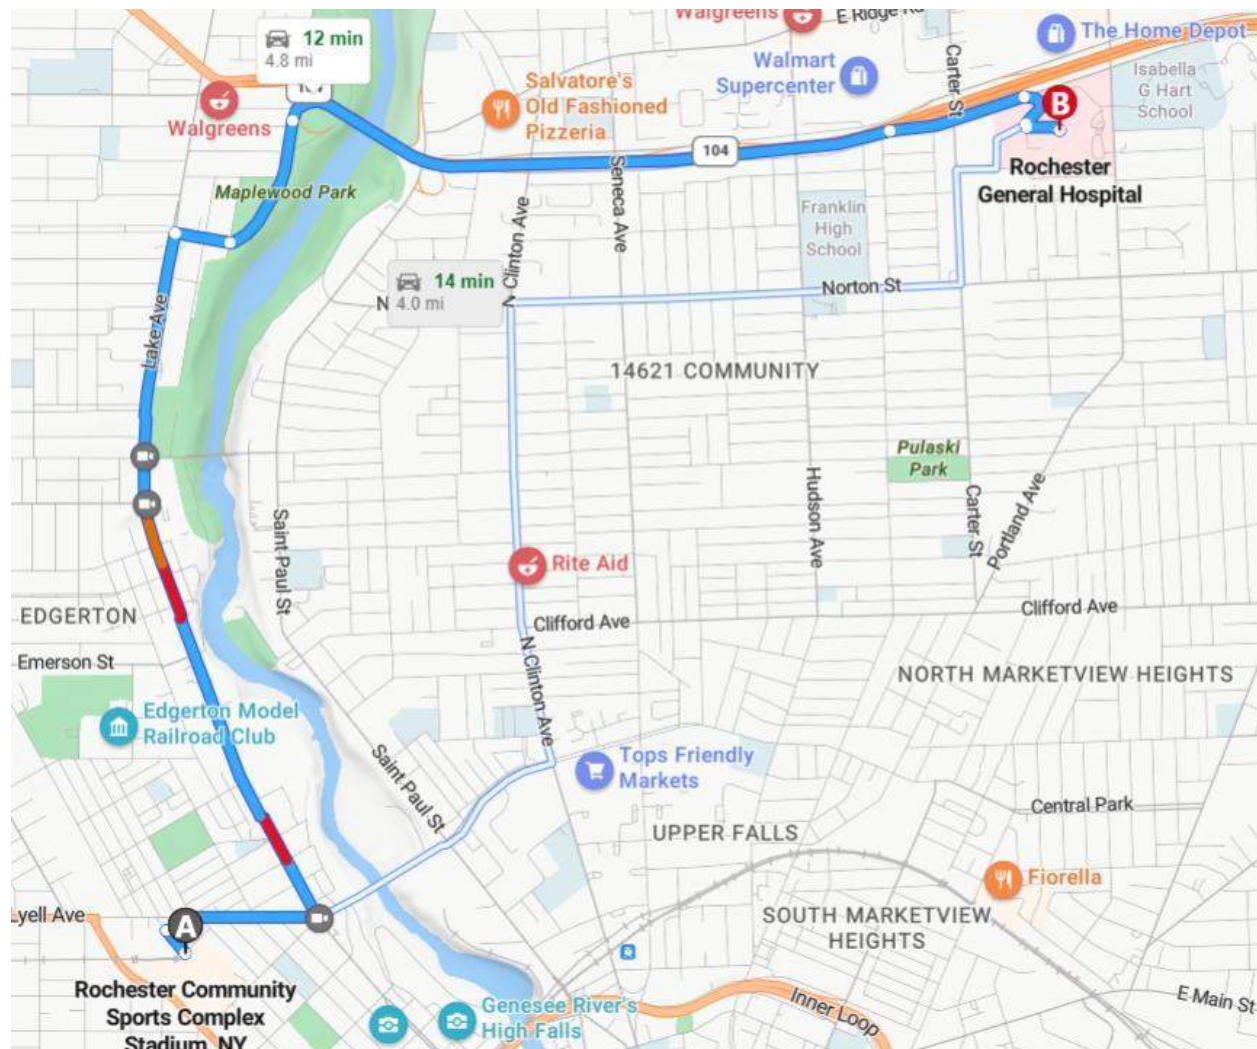 Walgreens
E Ridge Rd
12 min
4.8 mi
The Home Depot
Walmart
Supercenter
Carter St
Isabella
G Hart
School
Salvatore's
Old Fashioned
Pizzeria
Walgreens
B
104
Maplewood Park
Seneca Ave
Rochester
General Hospital
Franklin
High
School
N Clinton Ave
14 min
4.0 mi
N
Norton St
Lake Ave
14621 COMMUNITY
Pulaski
Park
Hudson Ave
Carter St
Portland Ave
Saint Paul St
Rite Aid
EDGERTON
Clifford Ave
Clifford Ave
Emerson St
N Clinton Ave
NORTH MARKETVIEW HEIGHTS
Edgerton Model
Railroad Club
Saint Paul St
Tops Friendly
Markets
Central Park
UPPER FALLS
Fiorella
Lyell Ave
A
SOUTH MARKETVIEW
HEIGHTS
Rochester Community
Sports Complex
Stadium, NY
Genesee River's
High Falls
Inner Loop
E Main St